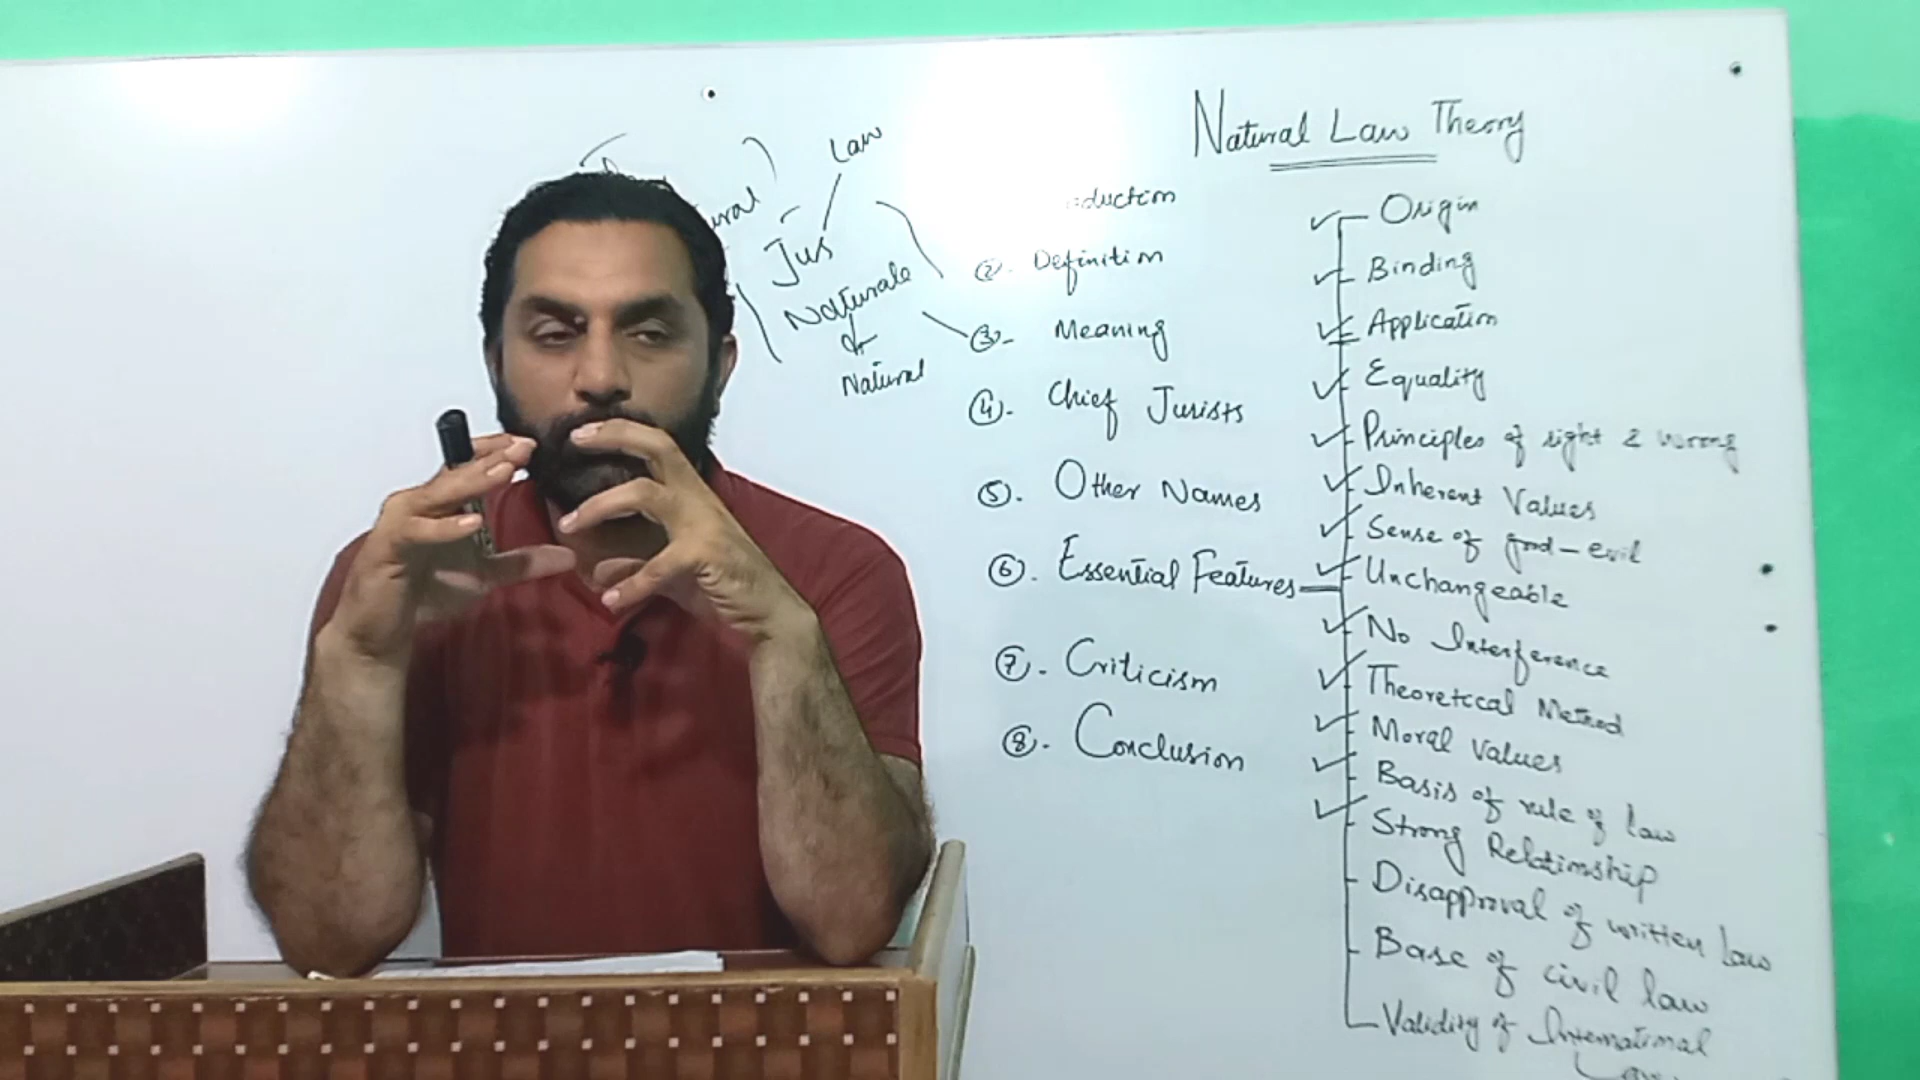 Natural Law Theory
Law
Jus
Naturale
Natural
②. Definition
③- Meaning
④. Chief Jurists
⑤. Other Names
⑥. Essential Features
⑦. Criticism
⑧. Conclusion
Origin
Binding
Application
Equality
Principles of right & wrong
Inherent Values
Sense of good - evil
Unchangeable
No Interference
Theoretical Method
Moral Values
Basis of rule of law
Strong Relationship
Disapproval of written law
Base of civil law
Validity of International